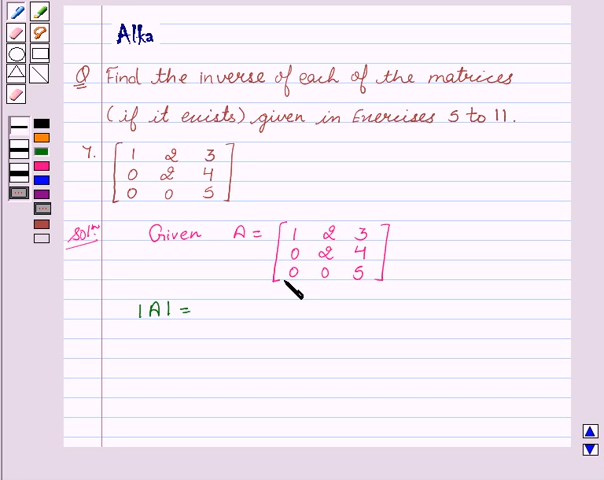 Alka
Q Find the inverse of each of the matrices
(if it exists) given in Exercises 5 to 11.
7. [ 1 2 3
0 2 4
0 0 5 ]
Solⁿ. Given A = [ 1 2 3
0 2 4
0 0 5 ]
|A| =